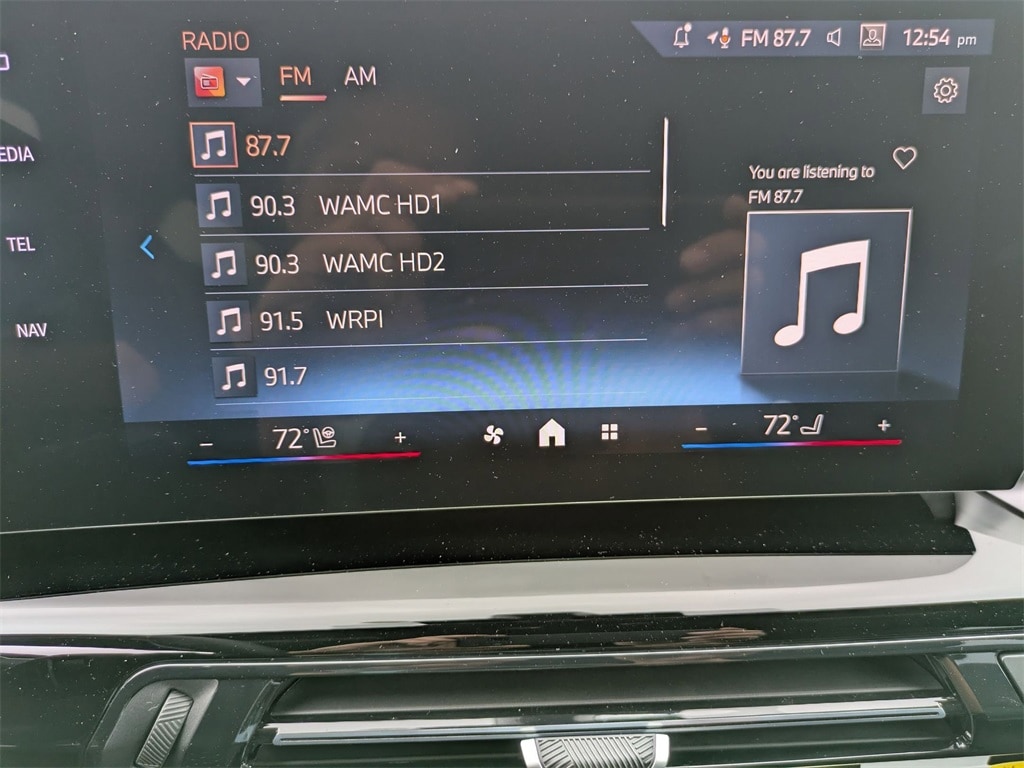 RADIO
FM 87.7
12:54 pm
FM AM
87.7
EDIA
You are listening to
FM 87.7
90.3 WAMC HD1
TEL
90.3 WAMC HD2
NAV
91.5 WRPI
91.7
− 72° +
− 72° +